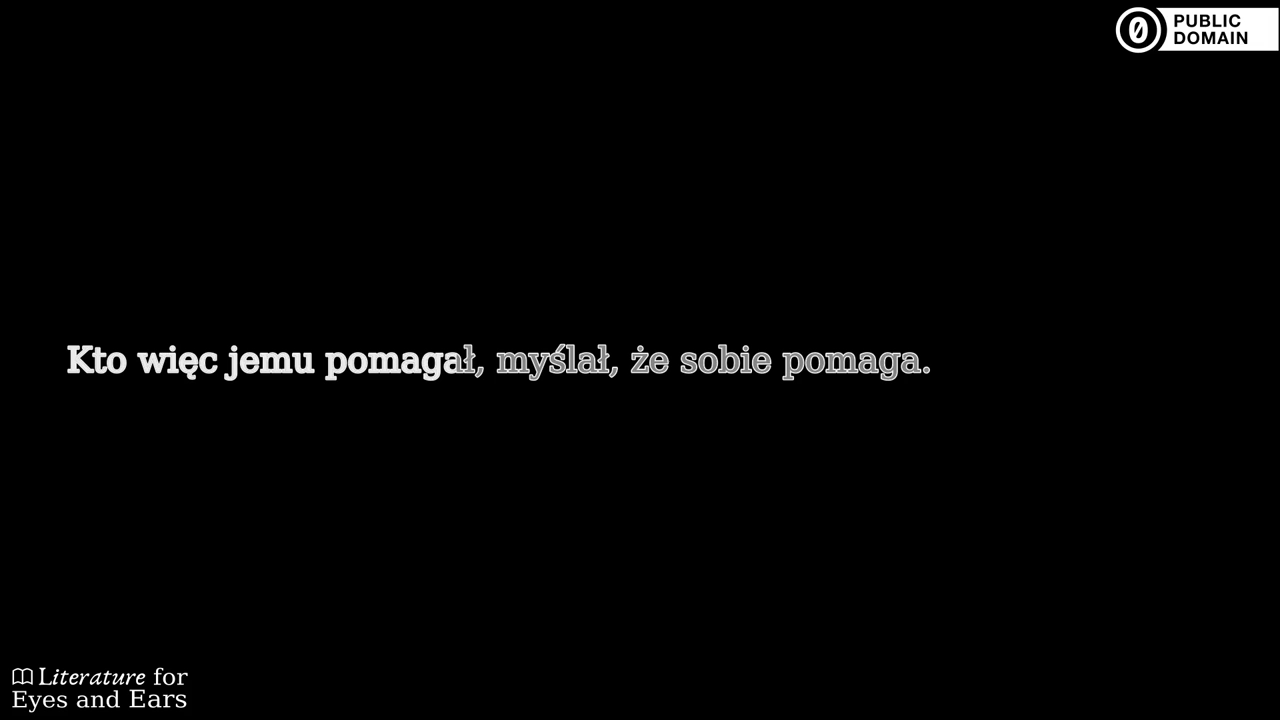 PUBLIC
DOMAIN
Kto więc jemu pomagał, myślał, że sobie pomaga.
Literature for
Eyes and Ears